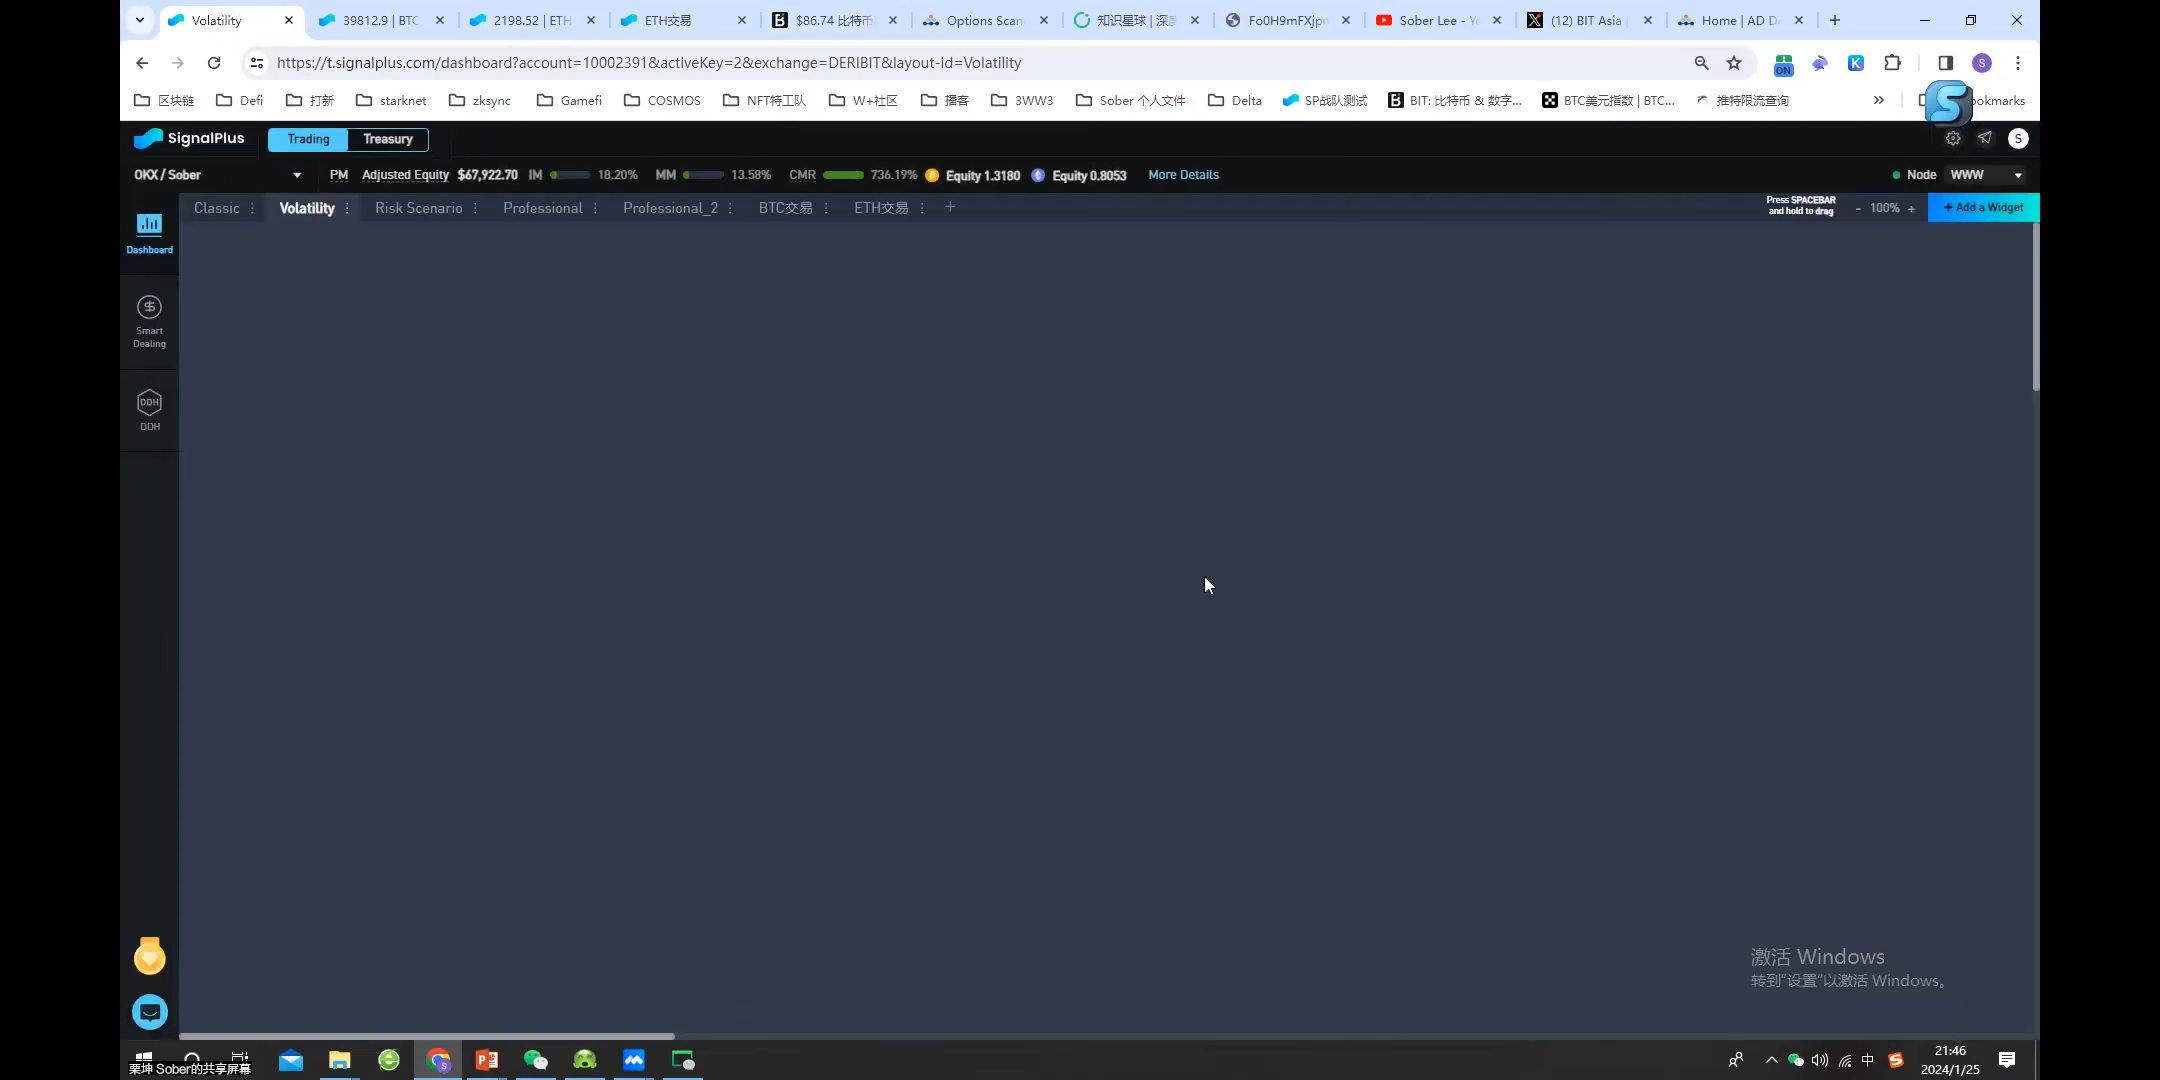 Volatility
39812.9 | BTC
2198.52 | ETH
ETH交易
$86.74 比特币
Options Scan
知识星球 | 深度
Fo0H9mFXjpn
Sober Lee - Yo
(12) BIT Asia
Home | AD D
https://t.signalplus.com/dashboard?account=10002391&activeKey=2&exchange=DERIBIT&layout-id=Volatility
ON
K
S
区块链
Defi
打新
starknet
zksync
Gamefi
COSMOS
NFT特工队
W+社区
播客
3WW3
Sober 个人文件
Delta
SP战队测试
BIT: 比特币 & 数字...
BTC美元指数 | BTC...
推特限流查询
»
ookmarks
SignalPlus
Trading
Treasury
S
OKX / Sober
PM
Adjusted Equity $67,922.70
IM 18.20%
MM 13.58%
CMR 736.19%
Equity 1.3180
Equity 0.8053
More Details
Node WWW
Classic
Volatility
Risk Scenario
Professional
Professional_2
BTC交易
ETH交易
+
Press SPACEBAR
and hold to drag
- 100% +
+ Add a Widget
Dashboard
Smart
Dealing
DDH
DDH
激活 Windows
转到"设置"以激活 Windows。
栗坤 Sober的共享屏幕
中
21:46
2024/1/25